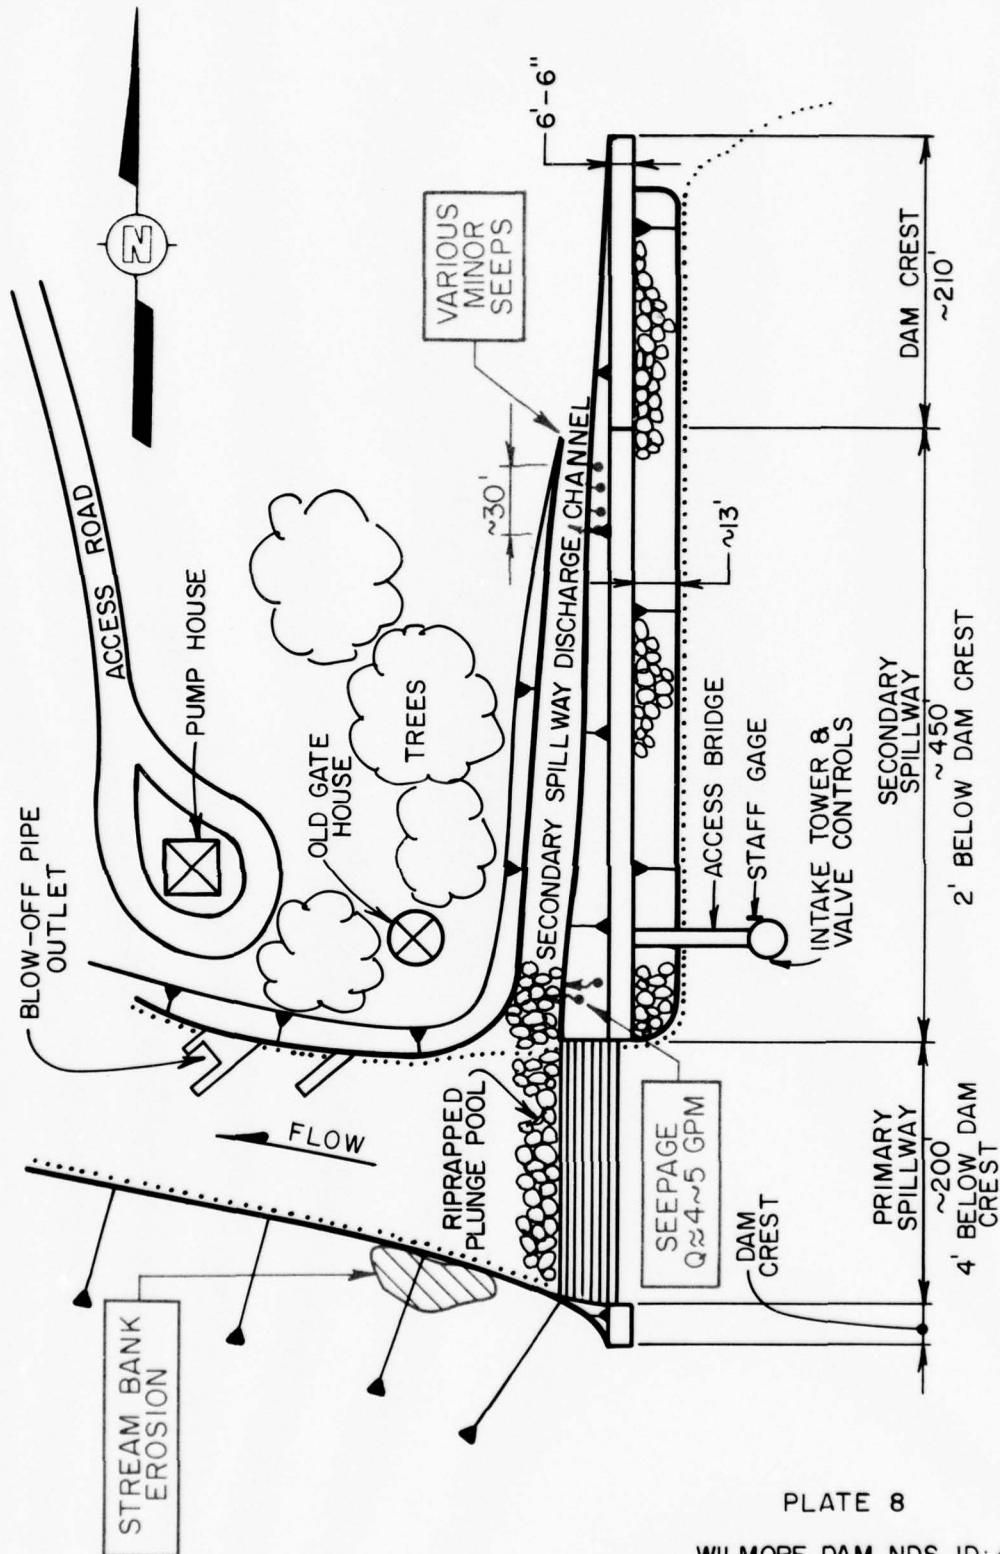 6'-6"
N
VARIOUS
MINOR
SEEPS
DAM CREST
~210'
ACCESS ROAD
~30'
PUMP HOUSE
TREES
OLD GATE
HOUSE
SECONDARY SPILLWAY DISCHARGE CHANNEL
~13'
BLOW-OFF PIPE
OUTLET
ACCESS BRIDGE
STAFF GAGE
INTAKE TOWER &
VALVE CONTROLS
SECONDARY
SPILLWAY
~450'
2' BELOW DAM CREST
FLOW
RIPRAPPED
PLUNGE POOL
SEEPAGE
Q≈4~5 GPM
DAM
CREST
PRIMARY
SPILLWAY
~200'
4' BELOW DAM
CREST
STREAM BANK
EROSION
PLATE 8
WILMORE DAM NDS ID: